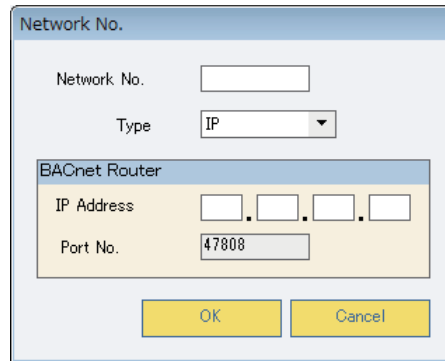 Network No.
Network No.
Type IP
BACnet Router
IP Address . . .
Port No. 47808
OK Cancel